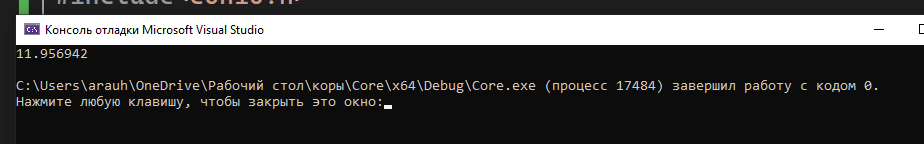 #include <conio.h>
Консоль отладки Microsoft Visual Studio
11.956942
C:\Users\arauh\OneDrive\Рабочий стол\коры\Core\x64\Debug\Core.exe (процесс 17484) завершил работу с кодом 0.
Нажмите любую клавишу, чтобы закрыть это окно: